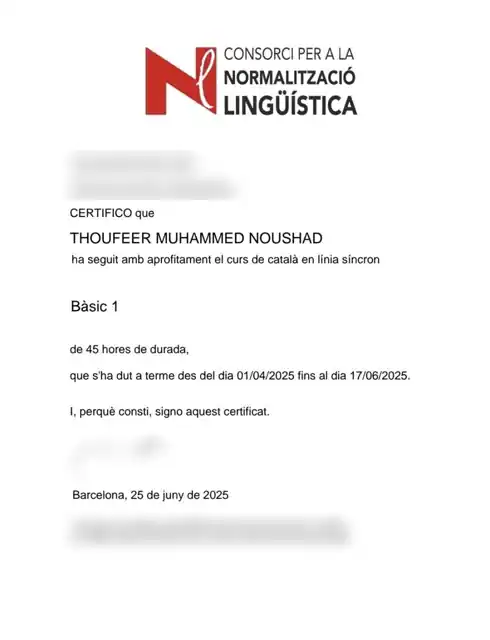 CONSORCI PER A LA
NORMALITZACIÓ
LINGÜÍSTICA
CERTIFICO que
THOUFEER MUHAMMED NOUSHAD
ha seguit amb aprofitament el curs de català en línia síncron
Bàsic 1
de 45 hores de durada,
que s'ha dut a terme des del dia 01/04/2025 fins al dia 17/06/2025.
I, perquè consti, signo aquest certificat.
Barcelona, 25 de juny de 2025